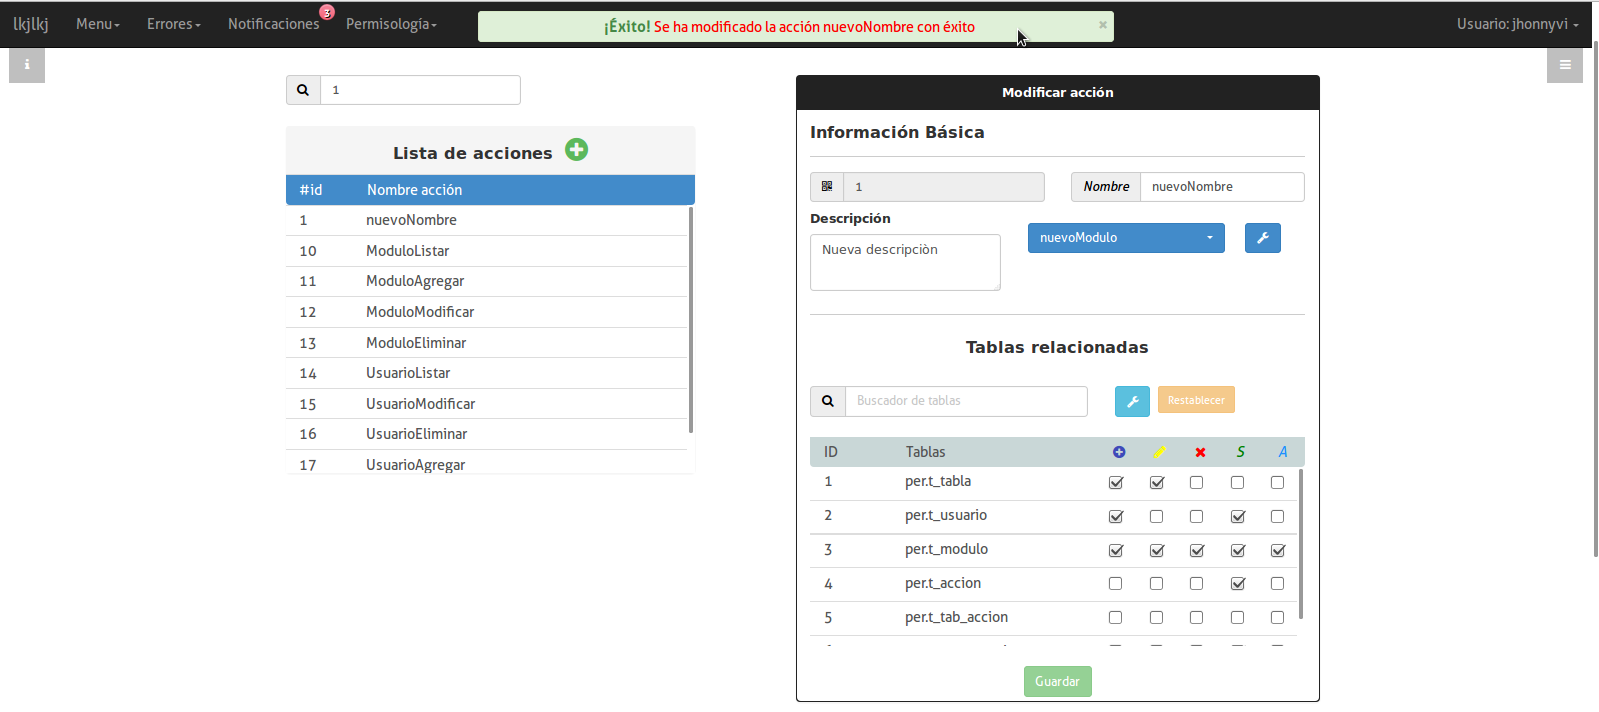 lkjlkj Menu Errores Notificaciones 3 Permisología ¡Éxito! Se ha modificado la acción nuevoNombre con éxito × Usuario: jhonnyvi
1
Lista de acciones
#id Nombre acción
1 nuevoNombre
10 ModuloListar
11 ModuloAgregar
12 ModuloModificar
13 ModuloEliminar
14 UsuarioListar
15 UsuarioModificar
16 UsuarioEliminar
17 UsuarioAgregar
Modificar acción
Información Básica
1 Nombre nuevoNombre
Descripción
Nueva descripciòn
nuevoModulo
Tablas relacionadas
Buscador de tablas Restablecer
ID Tablas S A
1 per.t_tabla
2 per.t_usuario
3 per.t_modulo
4 per.t_accion
5 per.t_tab_accion
Guardar